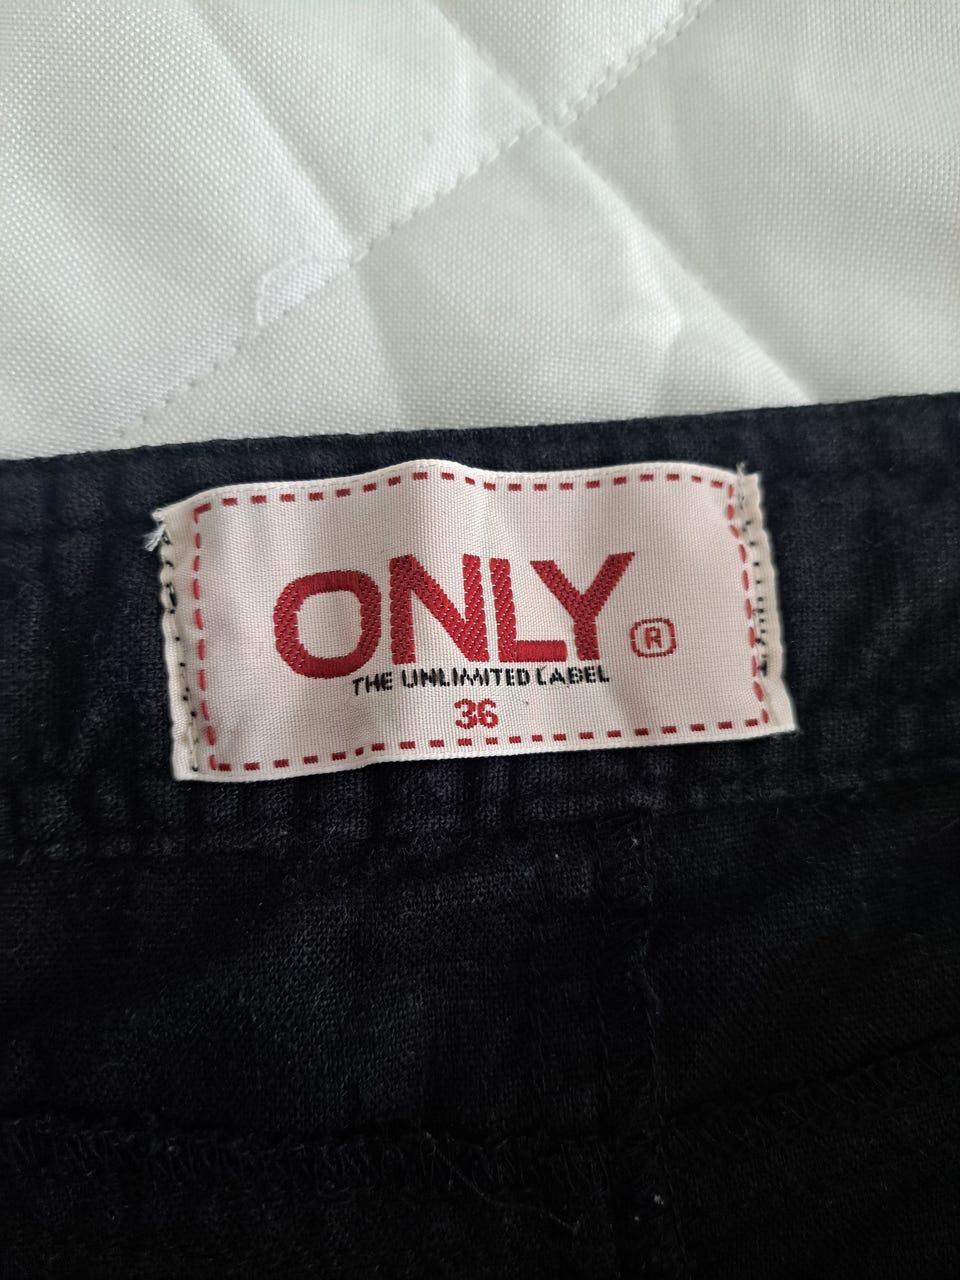 ONLY ®
THE UNLIMITED LABEL
36